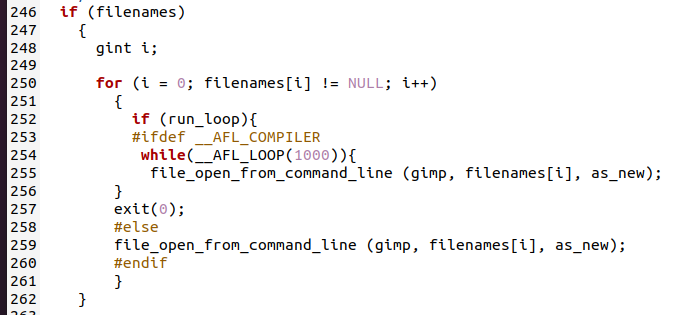 246 if (filenames)
247 {
248 gint i;
249
250 for (i = 0; filenames[i] != NULL; i++)
251 {
252 if (run_loop){
253 #ifdef __AFL_COMPILER
254 while(__AFL_LOOP(1000)){
255 file_open_from_command_line (gimp, filenames[i], as_new);
256 }
257 exit(0);
258 #else
259 file_open_from_command_line (gimp, filenames[i], as_new);
260 #endif
261 }
262 }